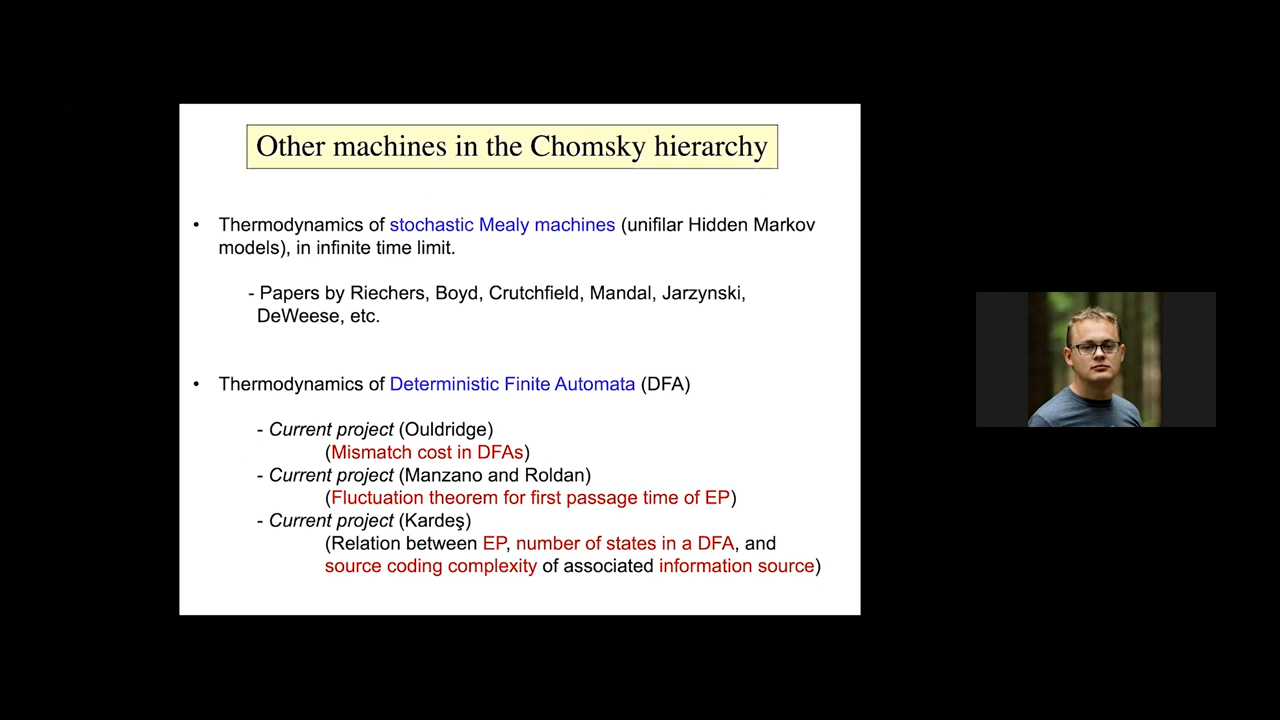 Other machines in the Chomsky hierarchy
• Thermodynamics of stochastic Mealy machines (unifilar Hidden Markov
models), in infinite time limit.
- Papers by Riechers, Boyd, Crutchfield, Mandal, Jarzynski,
DeWeese, etc.
• Thermodynamics of Deterministic Finite Automata (DFA)
- Current project (Ouldridge)
(Mismatch cost in DFAs)
- Current project (Manzano and Roldan)
(Fluctuation theorem for first passage time of EP)
- Current project (Kardeş)
(Relation between EP, number of states in a DFA, and
source coding complexity of associated information source)